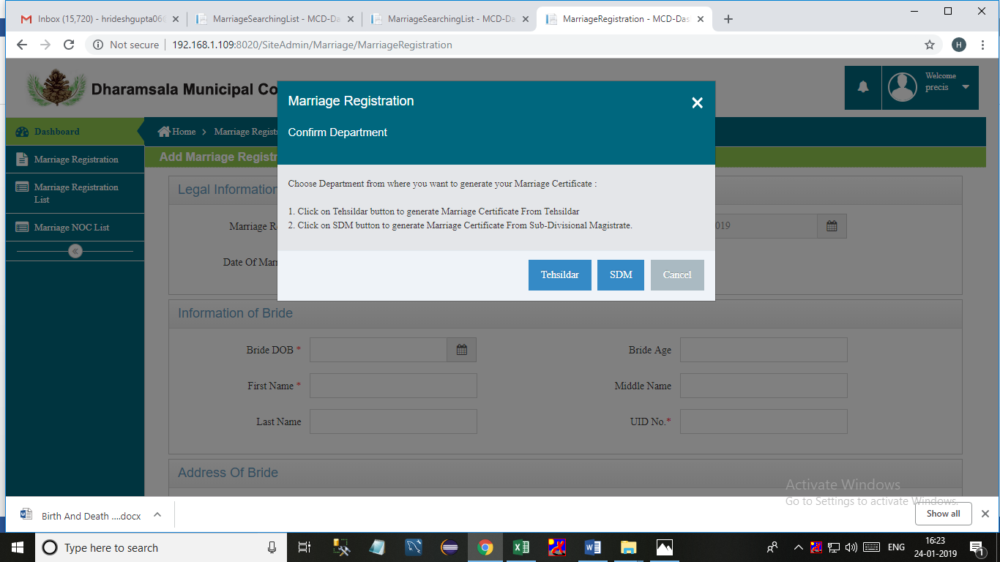 Inbox (15,720) - hrideshgupta06
MarriageSearchingList - MCD-Da
MarriageSearchingList - MCD-Da
MarriageRegistration - MCD-Das
Not secure
192.168.1.109:8020/SiteAdmin/Marriage/MarriageRegistration
H
Dharamsala Municipal Co
Welcome
precis
Dashboard
Marriage Registration
Marriage Registration
List
Marriage NOC List
Home > Marriage Regist
Add Marriage Registr
Marriage Registration
Confirm Department
Choose Department from where you want to generate your Marriage Certificate :
1. Click on Tehsildar button to generate Marriage Certificate From Tehsildar
2. Click on SDM button to generate Marriage Certificate From Sub-Divisional Magistrate.
Tehsildar
SDM
Cancel
Legal Information
Marriage R
019
Date Of Marr
Information of Bride
Bride DOB *
Bride Age
First Name *
Middle Name
Last Name
UID No.*
Address Of Bride
Activate Windows
Go to Settings to activate Windows.
Birth And Death ....docx
Show all
Type here to search
ENG
16:23
24-01-2019
1